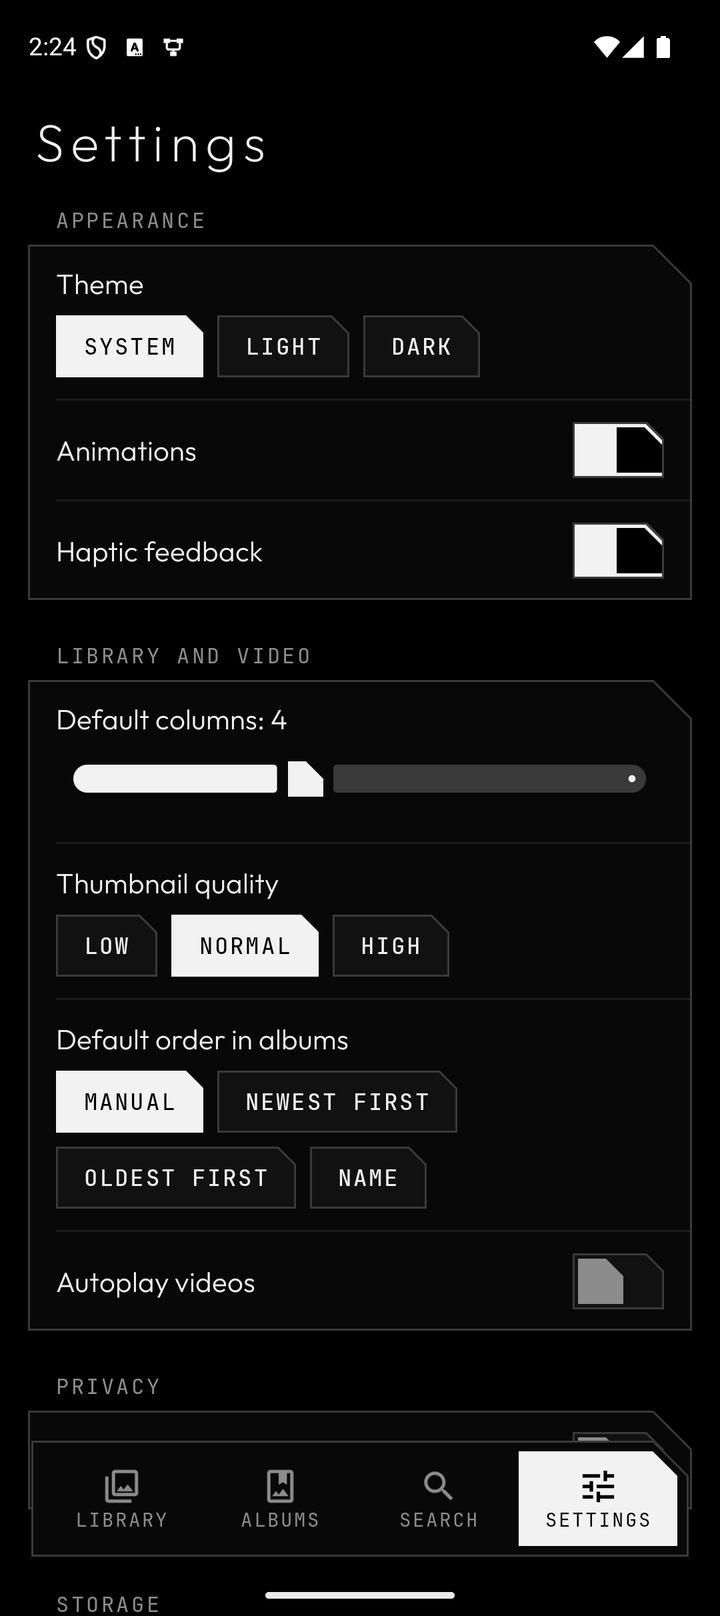 2:24
Settings
APPEARANCE
Theme
SYSTEM LIGHT DARK
Animations
Haptic feedback
LIBRARY AND VIDEO
Default columns: 4
Thumbnail quality
LOW NORMAL HIGH
Default order in albums
MANUAL NEWEST FIRST
OLDEST FIRST NAME
Autoplay videos
PRIVACY
LIBRARY ALBUMS SEARCH SETTINGS
STORAGE